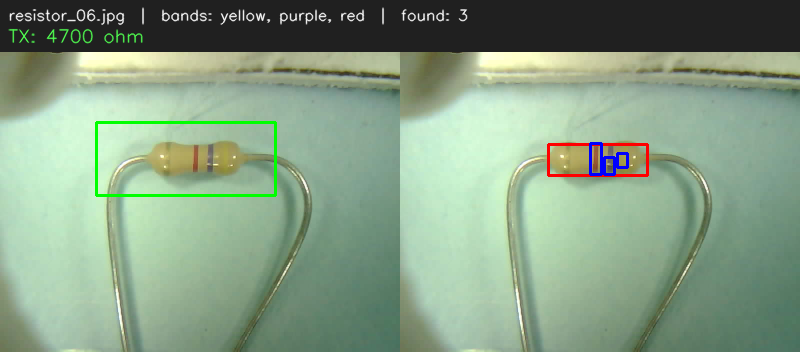 resistor_06.jpg | bands: yellow, purple, red | found: 3
TX: 4700 ohm